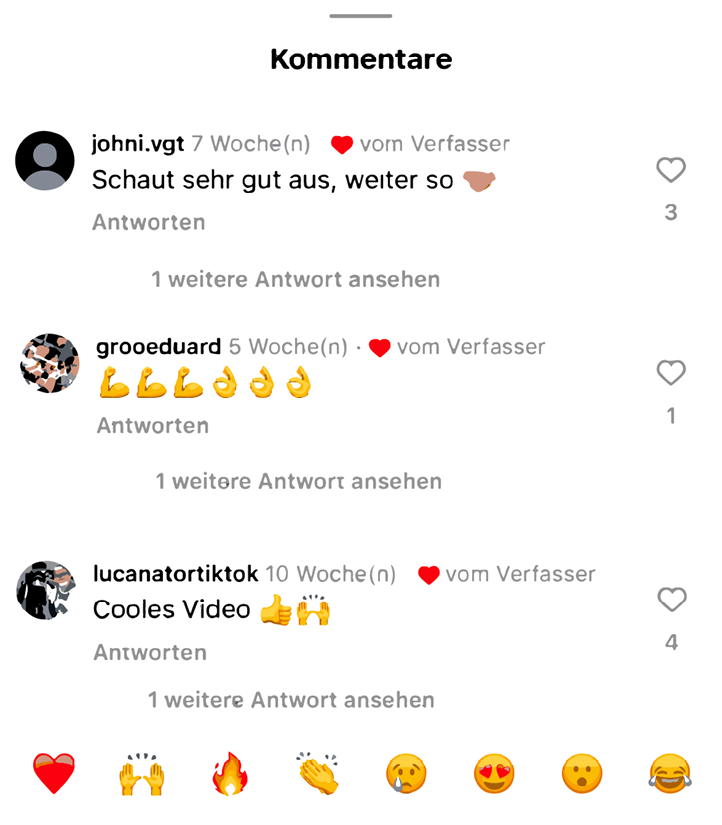 Kommentare
johni.vgt 7 Woche(n) ❤️ vom Verfasser
Schaut sehr gut aus, weiter so
Antworten
3
1 weitere Antwort ansehen
grooeduard 5 Woche(n) · ❤️ vom Verfasser
💪💪💪👌👌👌
Antworten
1
1 weitere Antwort ansehen
lucanatortiktok 10 Woche(n) ❤️ vom Verfasser
Cooles Video 👍🙌
Antworten
4
1 weitere Antwort ansehen
❤️ 🙌 🔥 👏 😢 😍 😮 😂